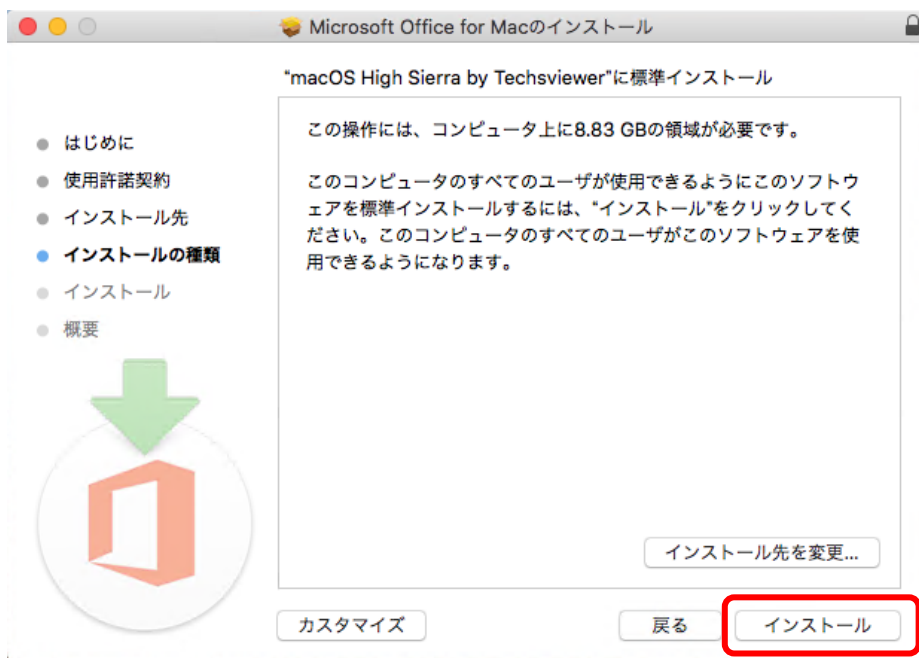 Microsoft Office for Macのインストール
“macOS High Sierra by Techsviewer”に標準インストール
はじめに
使用許諾契約
インストール先
インストールの種類
インストール
概要
この操作には、コンピュータ上に8.83 GBの領域が必要です。
このコンピュータのすべてのユーザが使用できるようにこのソフトウ
ェアを標準インストールするには、“インストール”をクリックしてく
ださい。このコンピュータのすべてのユーザがこのソフトウェアを使
用できるようになります。
インストール先を変更...
カスタマイズ
戻る
インストール